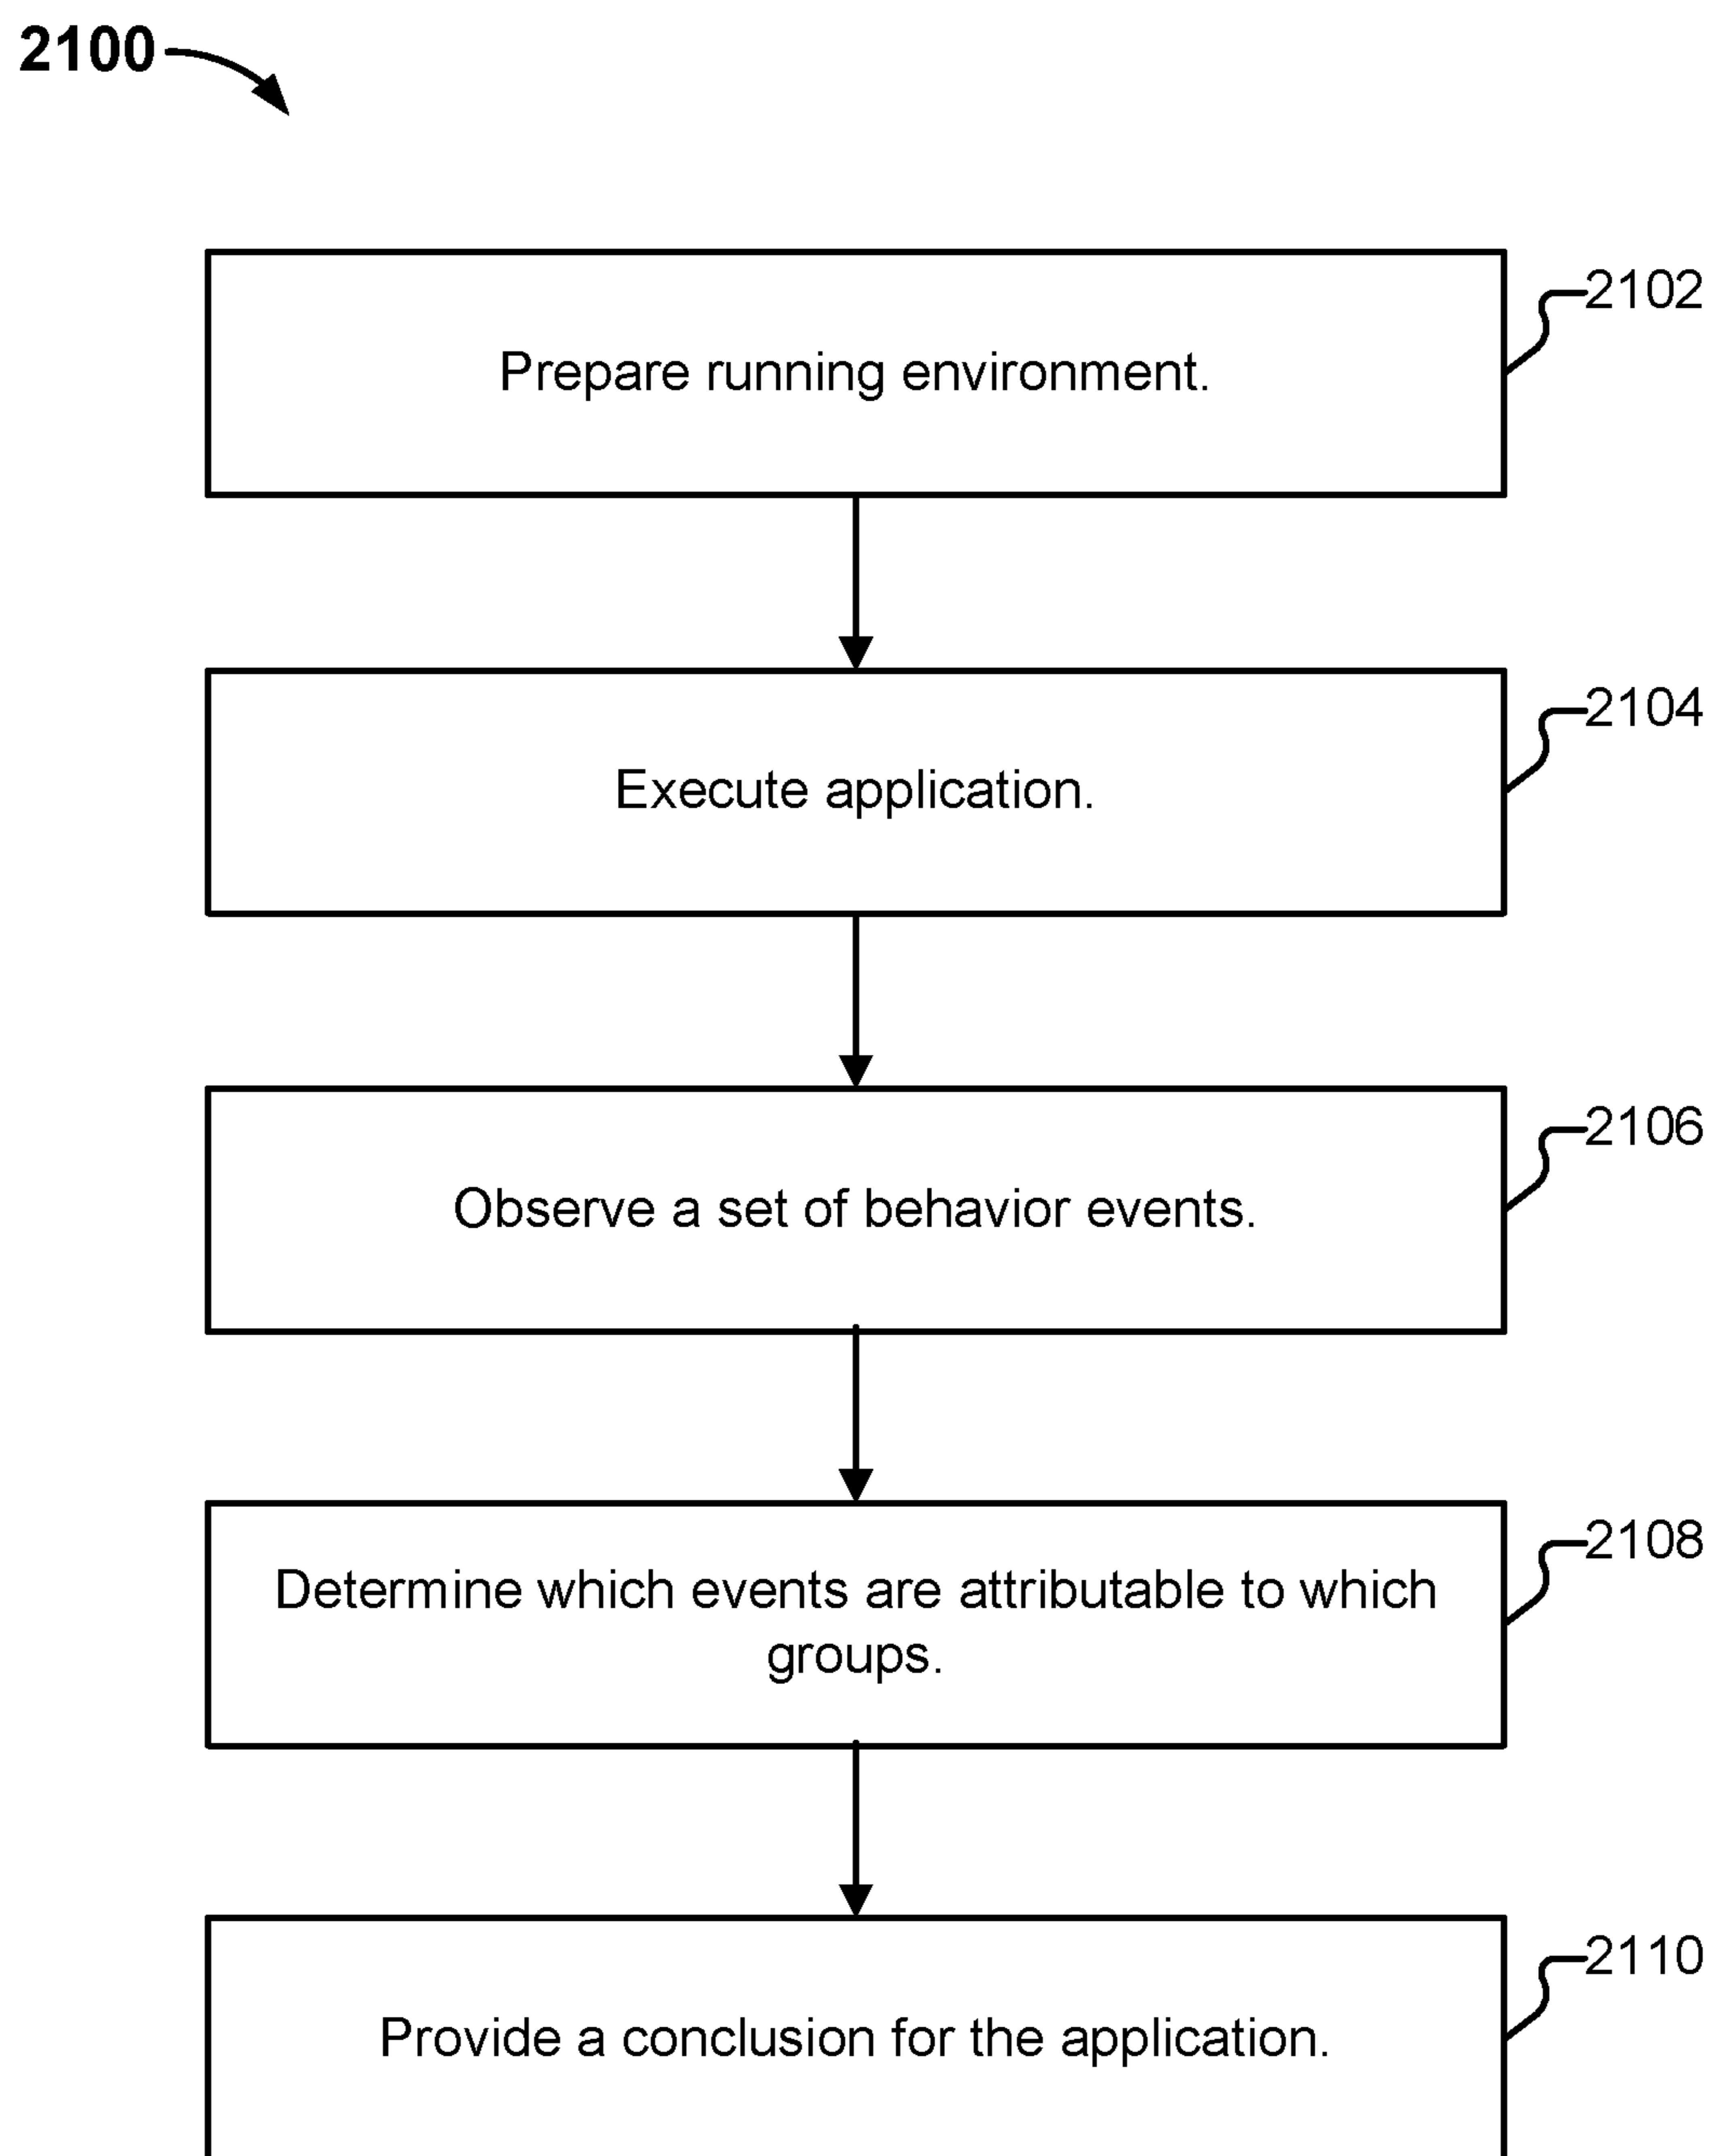 2100
2102
Prepare running environment.
2104
Execute application.
2106
Observe a set of behavior events.
2108
Determine which events are attributable to which
groups.
2110
Provide a conclusion for the application.